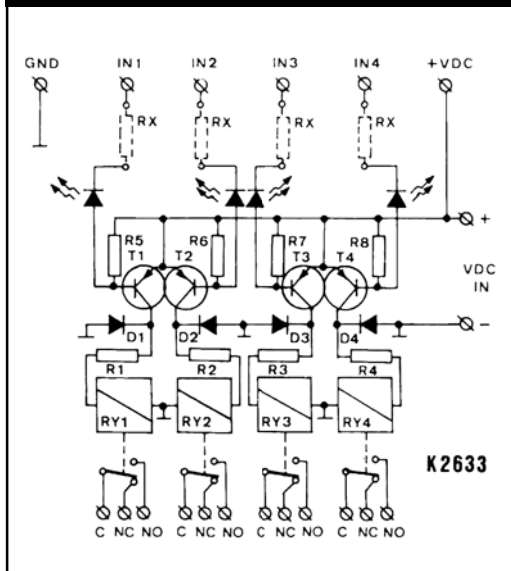 GND IN1 IN2 IN3 IN4 +VDC
RX RX RX RX
R5 R6 R7 R8 +
T1 T2 T3 T4
VDC
IN
-
D1 D2 D3 D4
R1 R2 R3 R4
RY1 RY2 RY3 RY4
K2633
C NC NO C NC NO C NC NO C NC NO